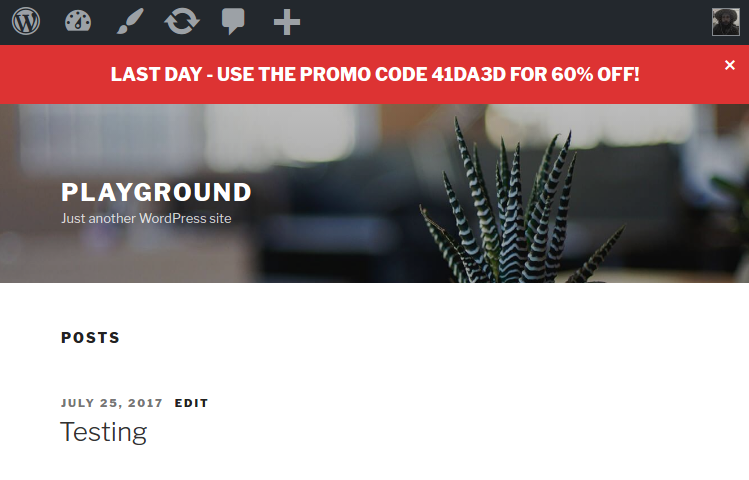 LAST DAY - USE THE PROMO CODE 41DA3D FOR 60% OFF!
PLAYGROUND
Just another WordPress site
POSTS
JULY 25, 2017 EDIT
Testing